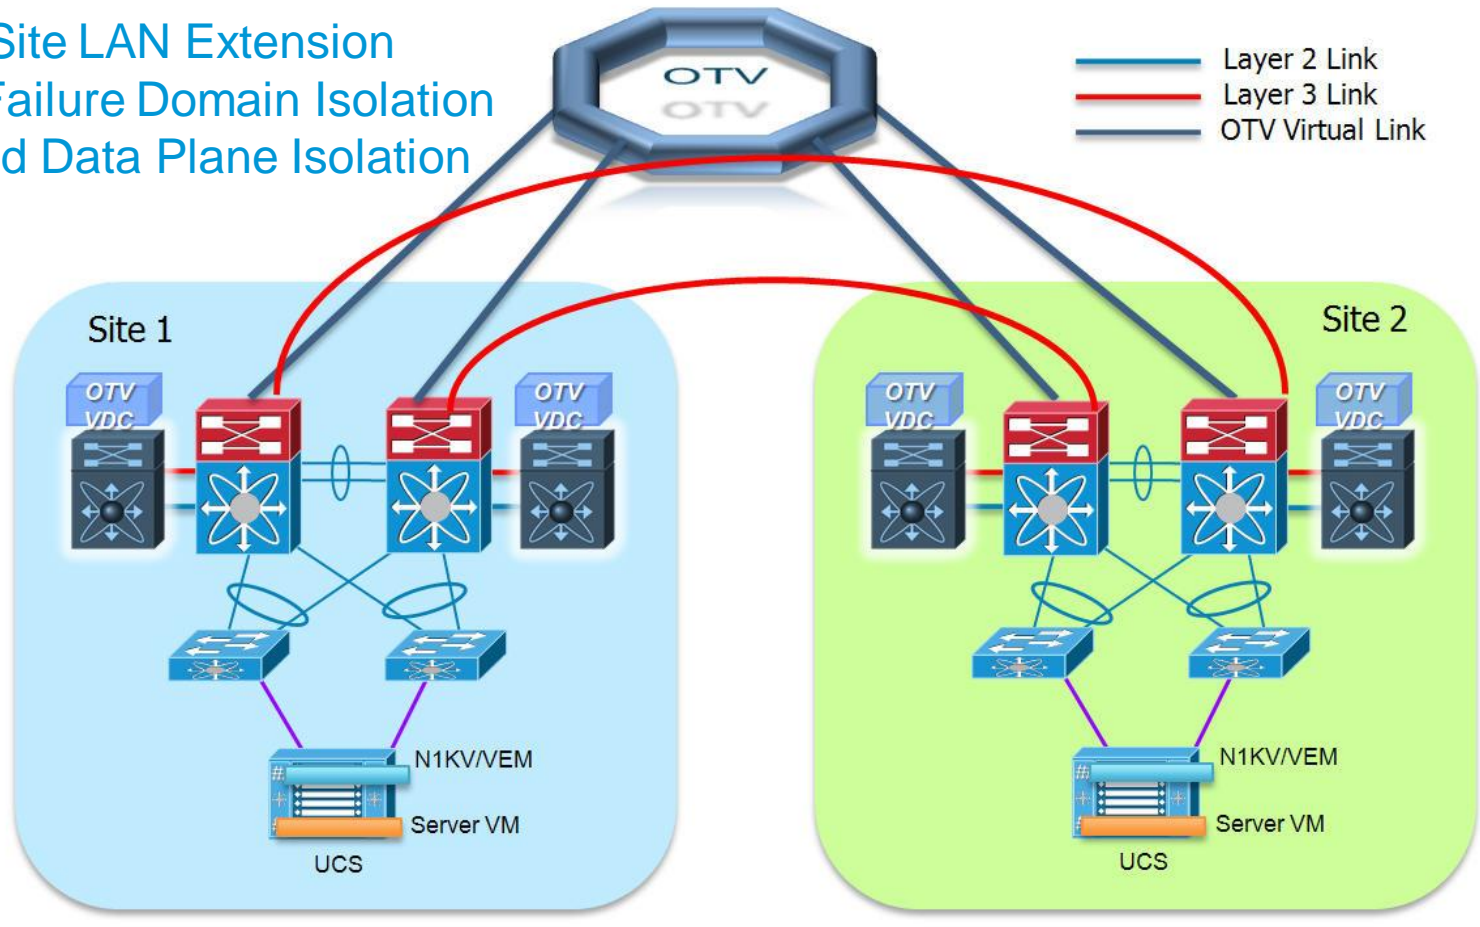 Site LAN Extension
Failure Domain Isolation
d Data Plane Isolation
OTV
Layer 2 Link
Layer 3 Link
OTV Virtual Link
Site 1
Site 2
OTV
VDC
OTV
VDC
OTV
VDC
OTV
VDC
N1KV/VEM
Server VM
UCS
N1KV/VEM
Server VM
UCS